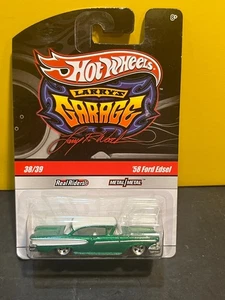 Hot Wheels
LARRY'S
GARAGE
38/39
'58 Ford Edsel
Real Riders
METAL METAL